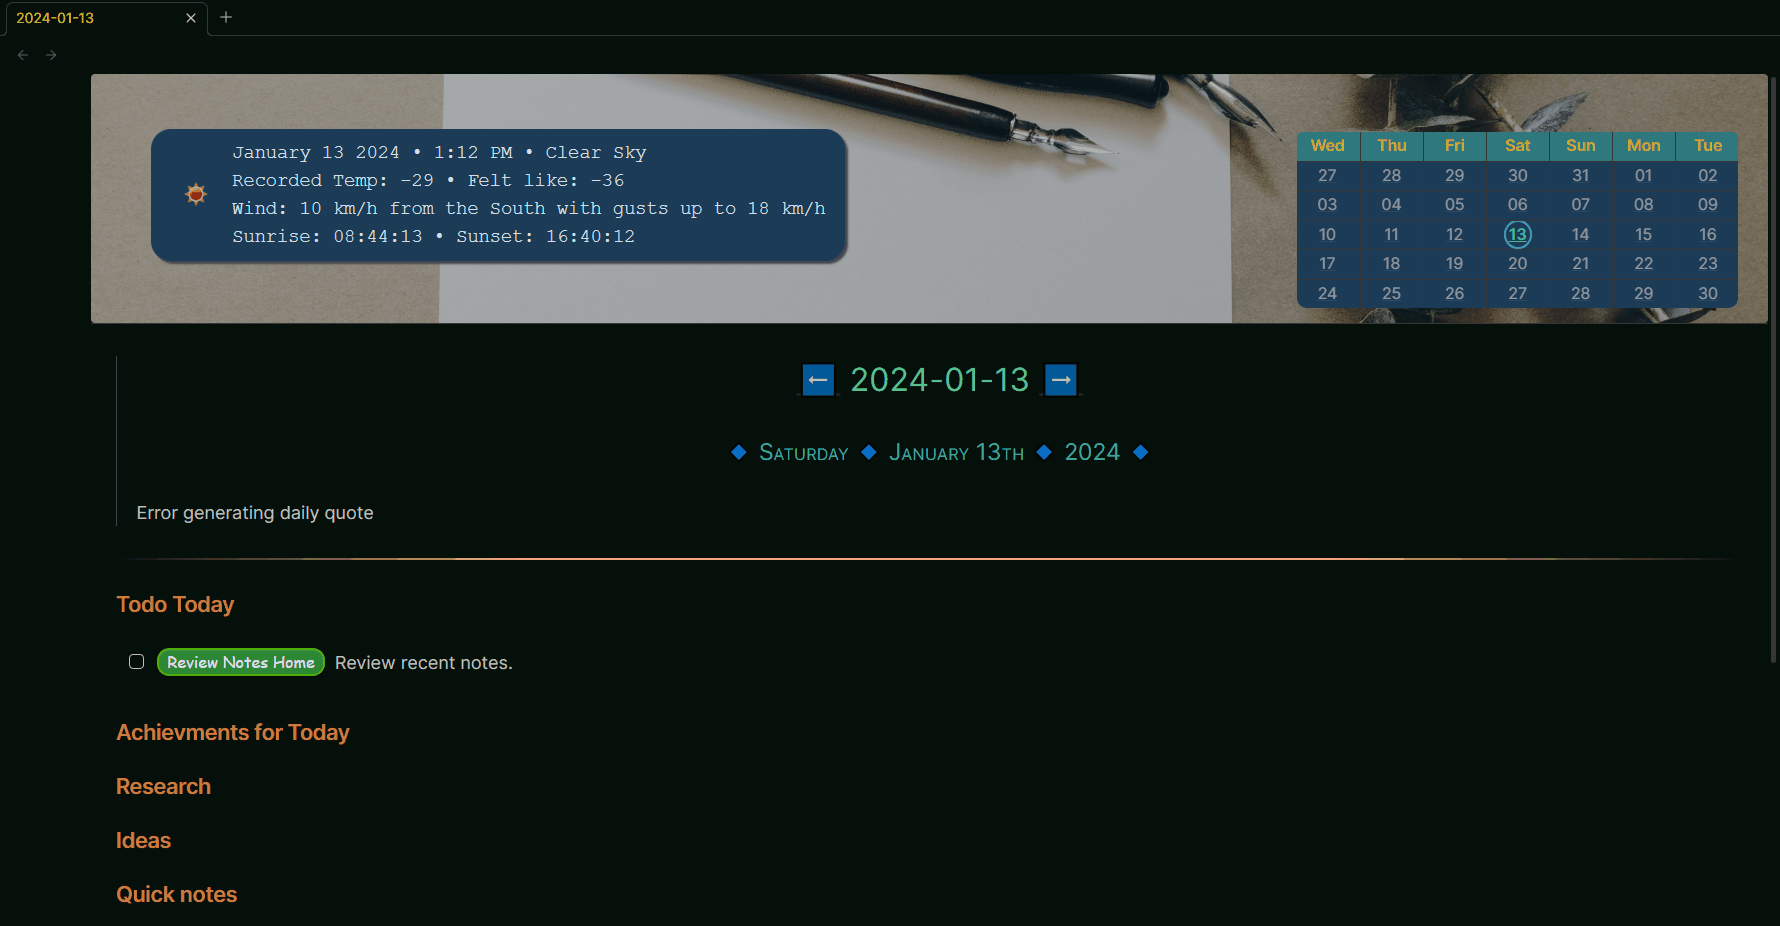 2024-01-13
January 13 2024 • 1:12 PM • Clear Sky
Recorded Temp: -29 • Felt like: -36
Wind: 10 km/h from the South with gusts up to 18 km/h
Sunrise: 08:44:13 • Sunset: 16:40:12
Wed Thu Fri Sat Sun Mon Tue
27 28 29 30 31 01 02
03 04 05 06 07 08 09
10 11 12 13 14 15 16
17 18 19 20 21 22 23
24 25 26 27 28 29 30
← 2024-01-13 →
◆ Saturday ◆ January 13th ◆ 2024 ◆
Error generating daily quote
Todo Today
Review Notes Home Review recent notes.
Achievments for Today
Research
Ideas
Quick notes